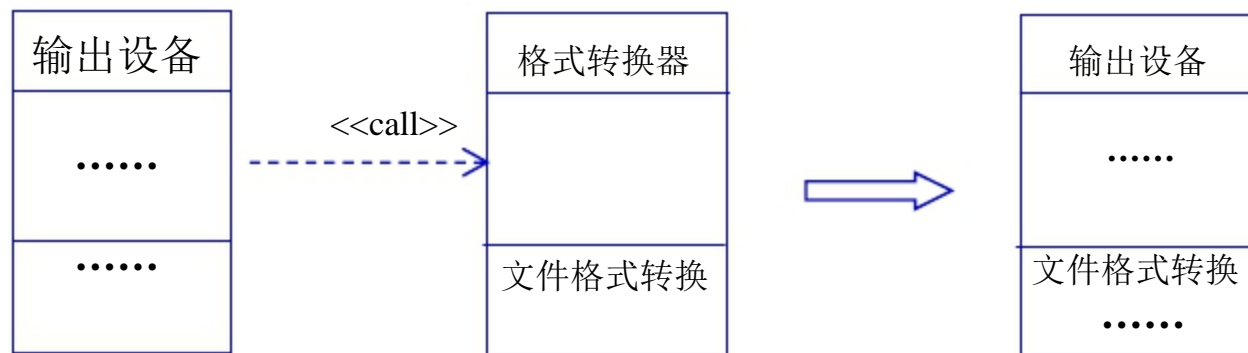 输出设备
......
......
<<call>>
格式转换器
文件格式转换
输出设备
......
文件格式转换
......